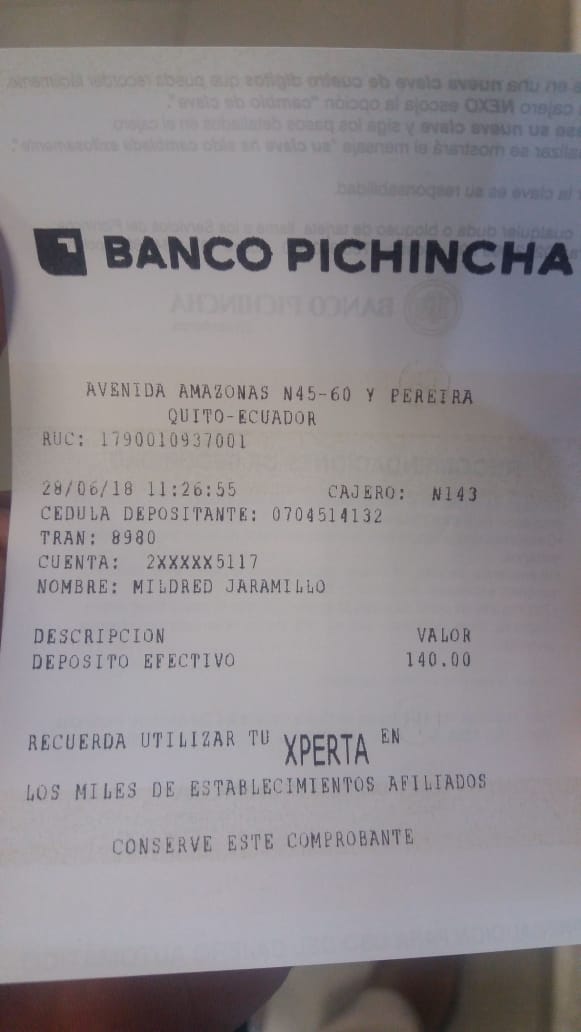 BANCO PICHINCHA
AVENIDA AMAZONAS N45-60 Y PEREIRA
QUITO-ECUADOR
RUC: 1790010937001
28/06/18 11:26:55 CAJERO: N143
CEDULA DEPOSITANTE: 0704514132
TRAN: 8980
CUENTA: 2XXXXX5117
NOMBRE: MILDRED JARAMILLO
DESCRIPCION VALOR
DEPOSITO EFECTIVO 140.00
RECUERDA UTILIZAR TU XPERTA EN
LOS MILES DE ESTABLECIMIENTOS AFILIADOS
CONSERVE ESTE COMPROBANTE